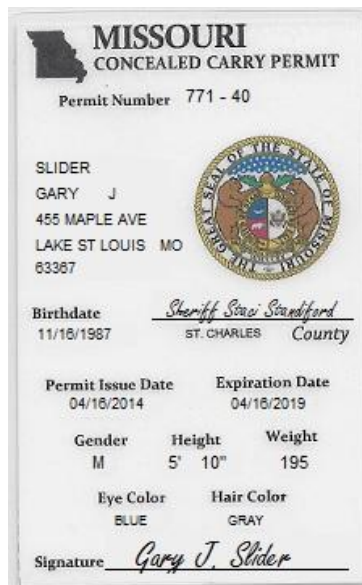 MISSOURI
CONCEALED CARRY PERMIT
Permit Number 771 - 40
THE GREAT SEAL OF THE STATE OF MISSOURI
SLIDER
GARY J
455 MAPLE AVE
LAKE ST LOUIS MO
63367
Birthdate Sheriff Staci Standiford
11/16/1987 ST. CHARLES County
Permit Issue Date Expiration Date
04/16/2014 04/16/2019
Gender Height Weight
M 5' 10" 195
Eye Color Hair Color
BLUE GRAY
Signature Gary J. Slider